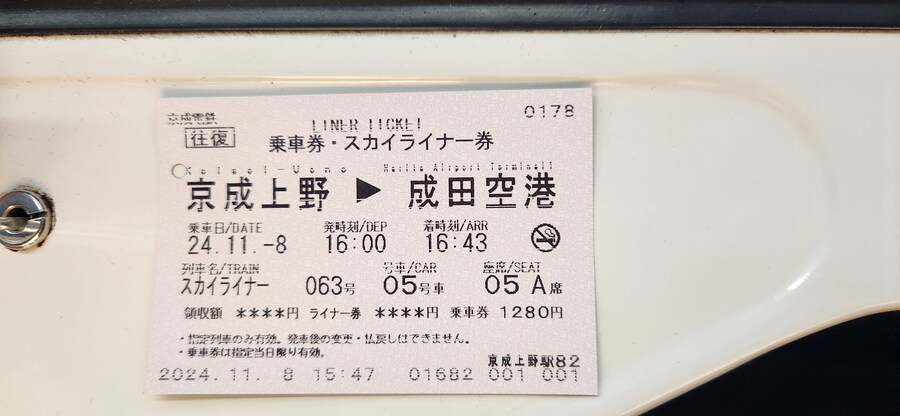 京成電鉄
0178
往復
LINER TICKET
乗車券・スカイライナー券
Keisei-Ueno Narita Airport Terminal1
京成上野 ▶ 成田空港
乗車日/DATE 発時刻/DEP 着時刻/ARR
24.11.-8 16:00 16:43
列車名/TRAIN 号車/CAR 座席/SEAT
スカイライナー 063号 05号車 05 A席
領収額 ****円 ライナー券 ****円 乗車券 1280円
・指定列車のみ有効。発車後の変更・払戻しはできません。
・乗車券は指定当日限り有効。
京成上野駅82
2024.11. 8 15:47 01682 001 001